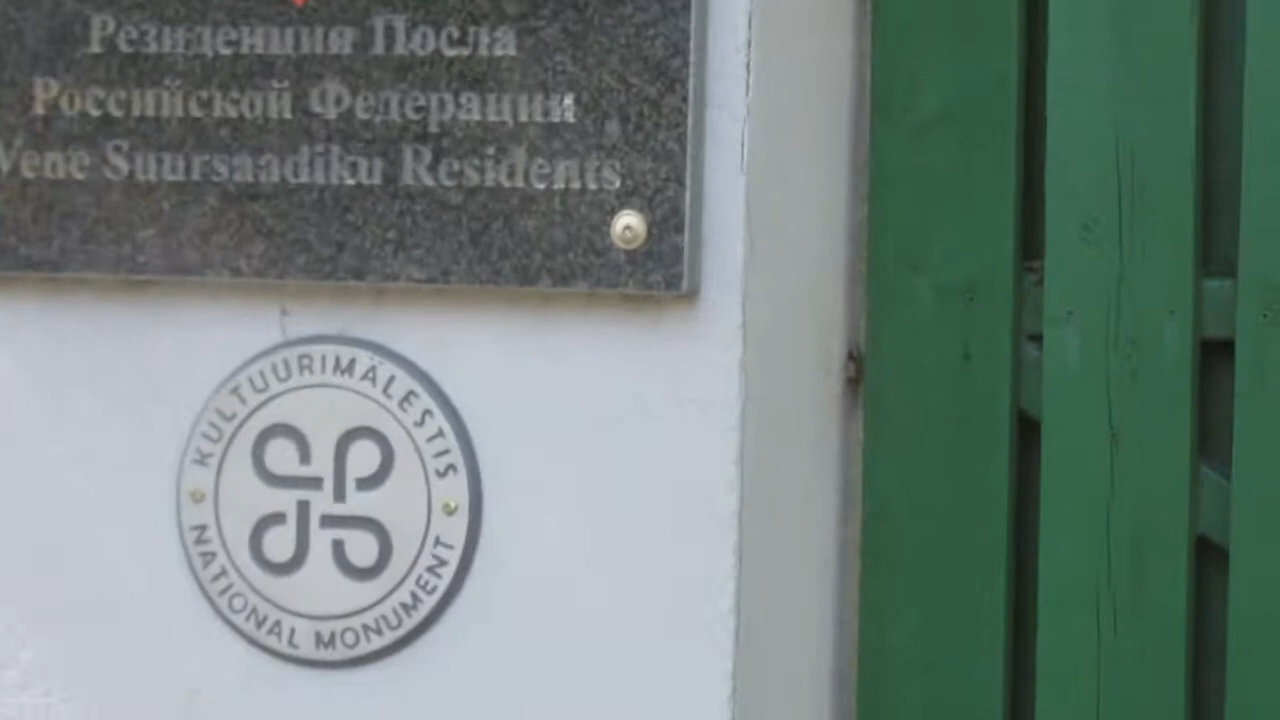 Резиденция Посла
Российской Федерации
Vene Suursaadiku Residents
KULTUURIMÄLESTIS
NATIONAL MONUMENT